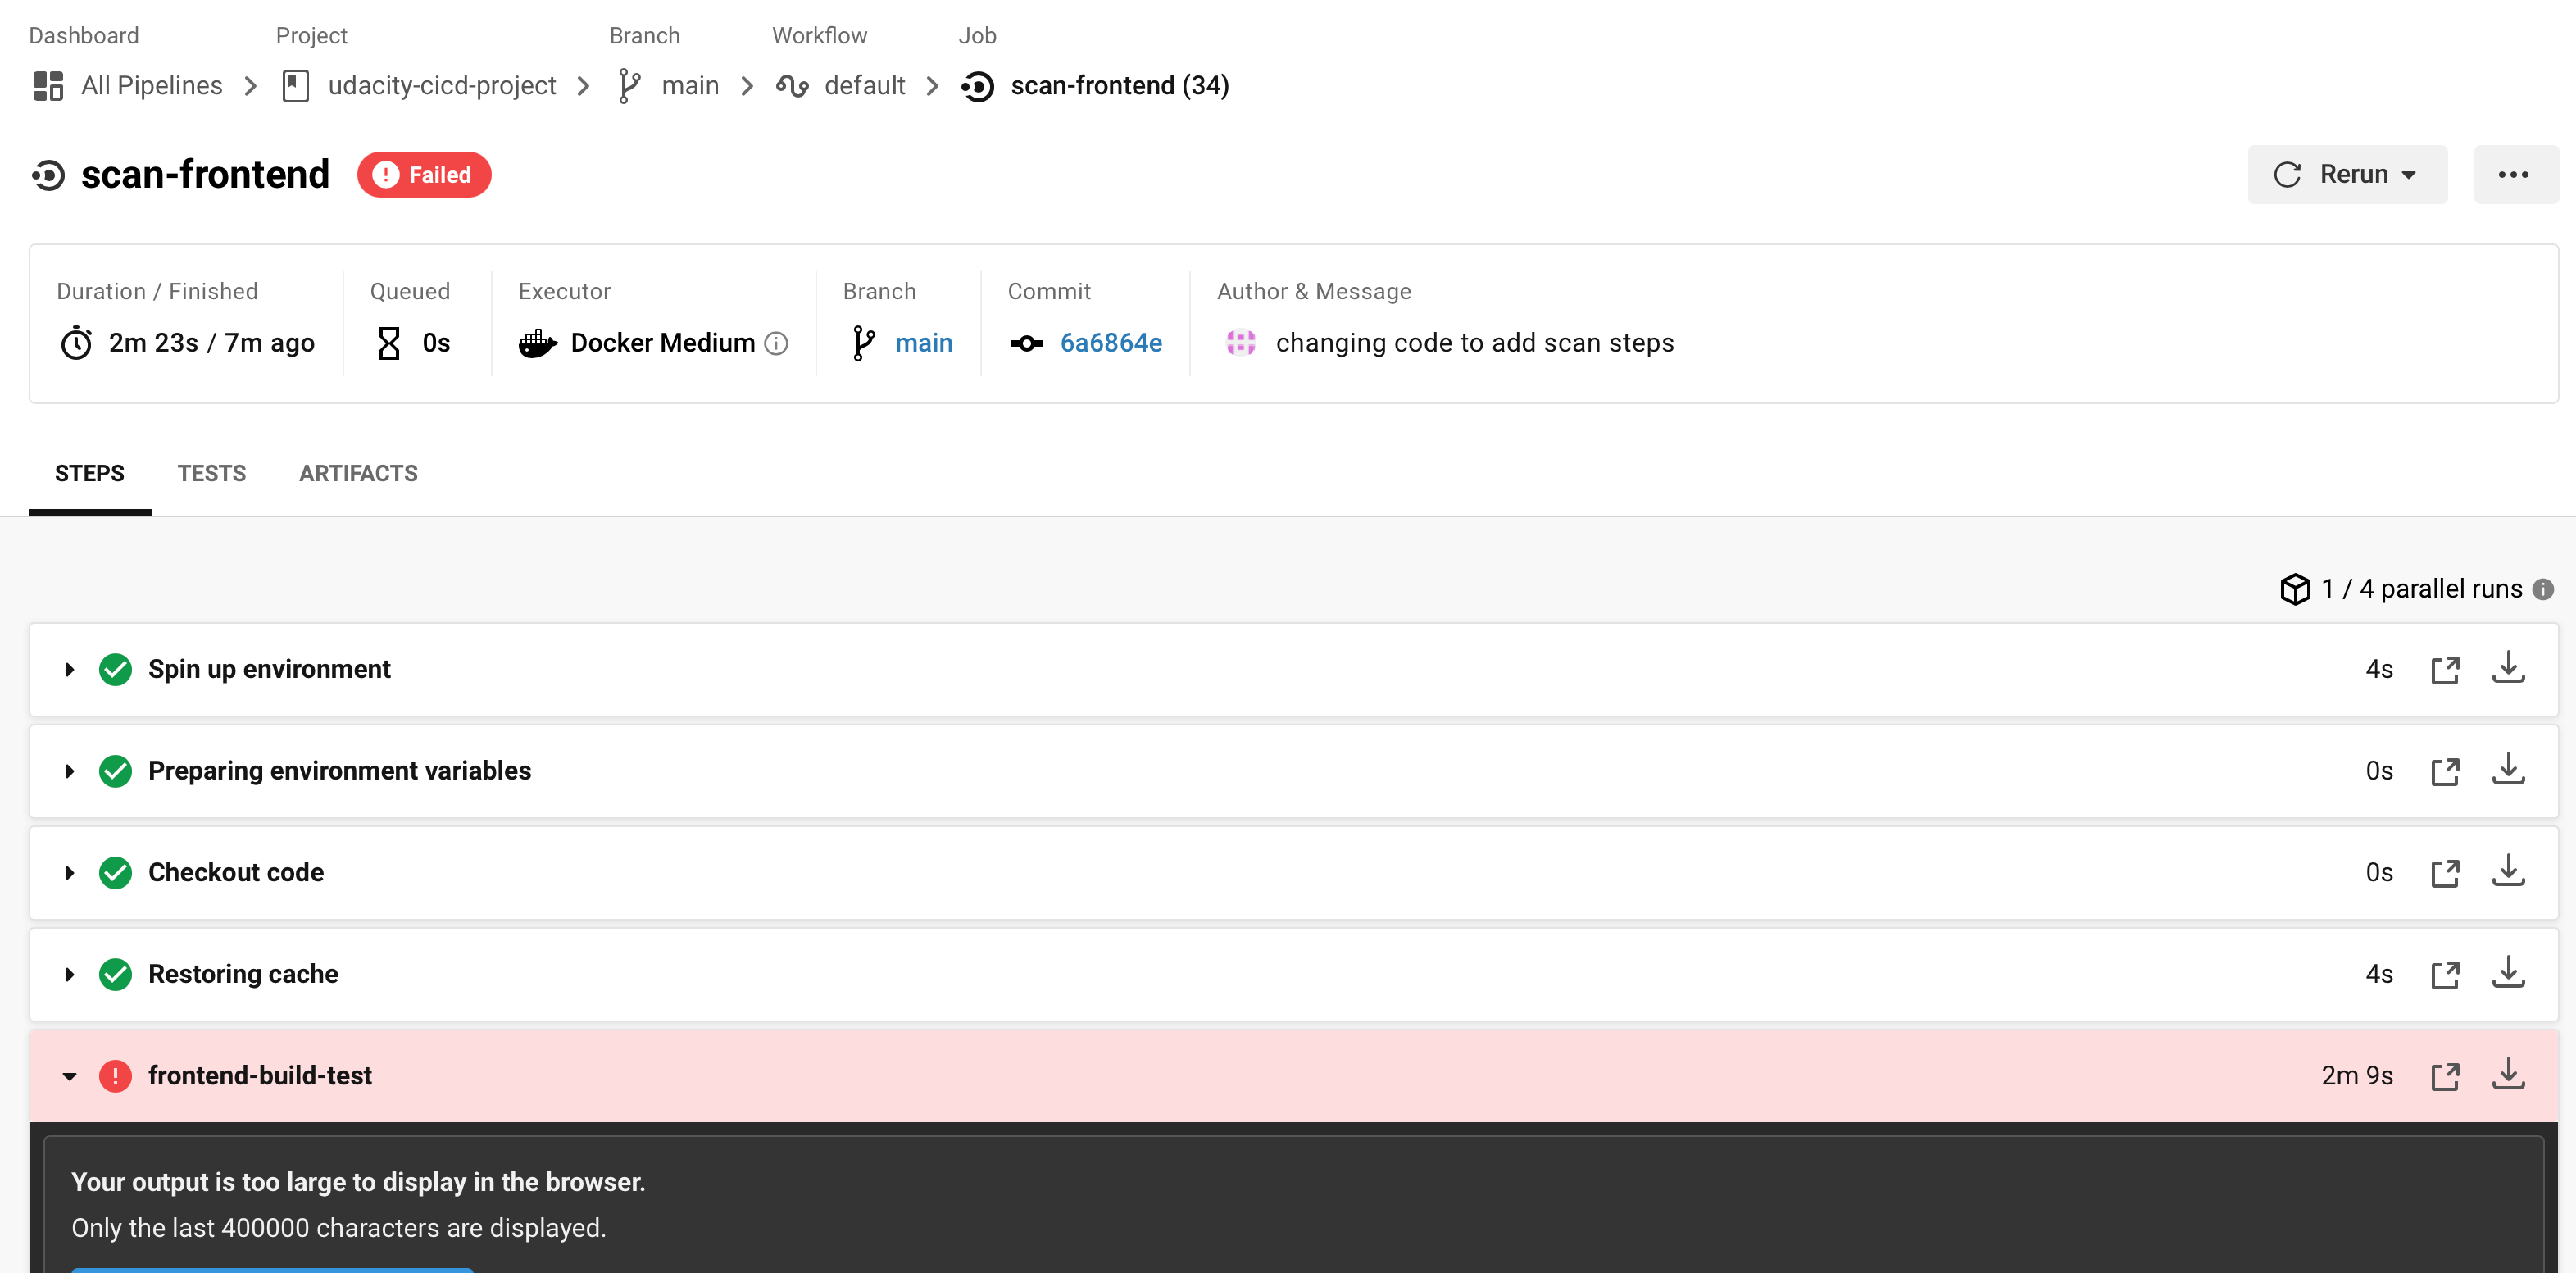 Dashboard Project Branch Workflow Job
All Pipelines udacity-cicd-project main default scan-frontend (34)
scan-frontend Failed Rerun
Duration / Finished Queued Executor Branch Commit Author & Message
2m 23s / 7m ago 0s Docker Medium main 6a6864e changing code to add scan steps
STEPS TESTS ARTIFACTS
1 / 4 parallel runs
Spin up environment 4s
Preparing environment variables 0s
Checkout code 0s
Restoring cache 4s
frontend-build-test 2m 9s
Your output is too large to display in the browser.
Only the last 400000 characters are displayed.